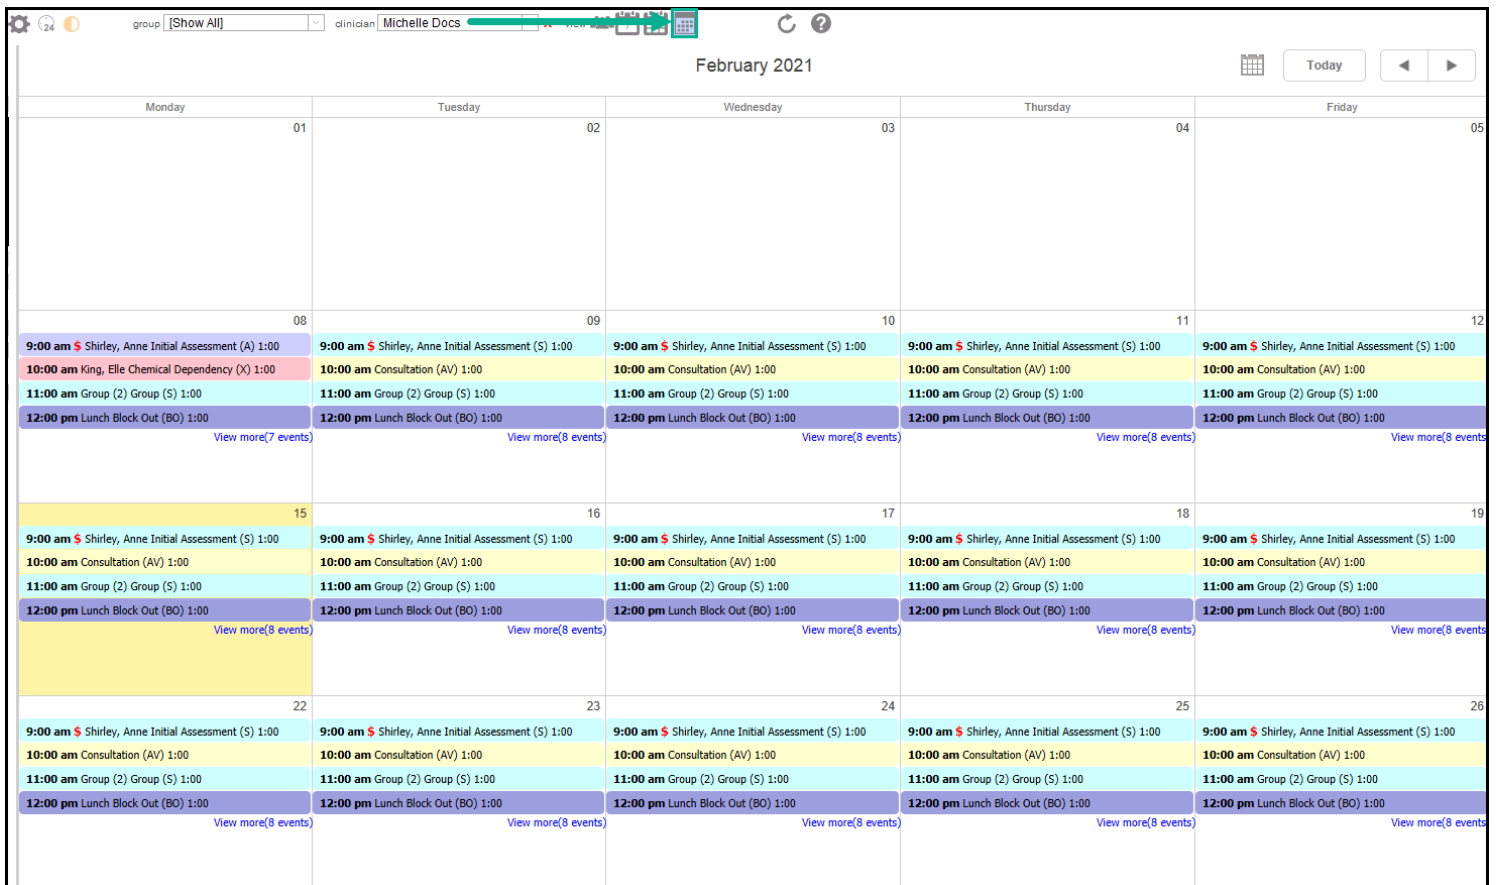 24 group [Show All] clinician Michelle Docs
February 2021
Today
Monday Tuesday Wednesday Thursday Friday
01 02 03 04 05
08 09 10 11 12
9:00 am $ Shirley, Anne Initial Assessment (A) 1:00 9:00 am $ Shirley, Anne Initial Assessment (S) 1:00 9:00 am $ Shirley, Anne Initial Assessment (S) 1:00 9:00 am $ Shirley, Anne Initial Assessment (S) 1:00 9:00 am $ Shirley, Anne Initial Assessment (S) 1:00
10:00 am King, Elle Chemical Dependency (X) 1:00 10:00 am Consultation (AV) 1:00 10:00 am Consultation (AV) 1:00 10:00 am Consultation (AV) 1:00 10:00 am Consultation (AV) 1:00
11:00 am Group (2) Group (S) 1:00 11:00 am Group (2) Group (S) 1:00 11:00 am Group (2) Group (S) 1:00 11:00 am Group (2) Group (S) 1:00 11:00 am Group (2) Group (S) 1:00
12:00 pm Lunch Block Out (BO) 1:00 12:00 pm Lunch Block Out (BO) 1:00 12:00 pm Lunch Block Out (BO) 1:00 12:00 pm Lunch Block Out (BO) 1:00 12:00 pm Lunch Block Out (BO) 1:00
View more(7 events) View more(8 events) View more(8 events) View more(8 events) View more(8 events
15 16 17 18 19
9:00 am $ Shirley, Anne Initial Assessment (S) 1:00 9:00 am $ Shirley, Anne Initial Assessment (S) 1:00 9:00 am $ Shirley, Anne Initial Assessment (S) 1:00 9:00 am $ Shirley, Anne Initial Assessment (S) 1:00 9:00 am $ Shirley, Anne Initial Assessment (S) 1:00
10:00 am Consultation (AV) 1:00 10:00 am Consultation (AV) 1:00 10:00 am Consultation (AV) 1:00 10:00 am Consultation (AV) 1:00 10:00 am Consultation (AV) 1:00
11:00 am Group (2) Group (S) 1:00 11:00 am Group (2) Group (S) 1:00 11:00 am Group (2) Group (S) 1:00 11:00 am Group (2) Group (S) 1:00 11:00 am Group (2) Group (S) 1:00
12:00 pm Lunch Block Out (BO) 1:00 12:00 pm Lunch Block Out (BO) 1:00 12:00 pm Lunch Block Out (BO) 1:00 12:00 pm Lunch Block Out (BO) 1:00 12:00 pm Lunch Block Out (BO) 1:00
View more(8 events) View more(8 events) View more(8 events) View more(8 events) View more(8 events
22 23 24 25 26
9:00 am $ Shirley, Anne Initial Assessment (S) 1:00 9:00 am $ Shirley, Anne Initial Assessment (S) 1:00 9:00 am $ Shirley, Anne Initial Assessment (S) 1:00 9:00 am $ Shirley, Anne Initial Assessment (S) 1:00 9:00 am $ Shirley, Anne Initial Assessment (S) 1:00
10:00 am Consultation (AV) 1:00 10:00 am Consultation (AV) 1:00 10:00 am Consultation (AV) 1:00 10:00 am Consultation (AV) 1:00 10:00 am Consultation (AV) 1:00
11:00 am Group (2) Group (S) 1:00 11:00 am Group (2) Group (S) 1:00 11:00 am Group (2) Group (S) 1:00 11:00 am Group (2) Group (S) 1:00 11:00 am Group (2) Group (S) 1:00
12:00 pm Lunch Block Out (BO) 1:00 12:00 pm Lunch Block Out (BO) 1:00 12:00 pm Lunch Block Out (BO) 1:00 12:00 pm Lunch Block Out (BO) 1:00 12:00 pm Lunch Block Out (BO) 1:00
View more(8 events) View more(8 events) View more(8 events) View more(8 events) View more(8 events